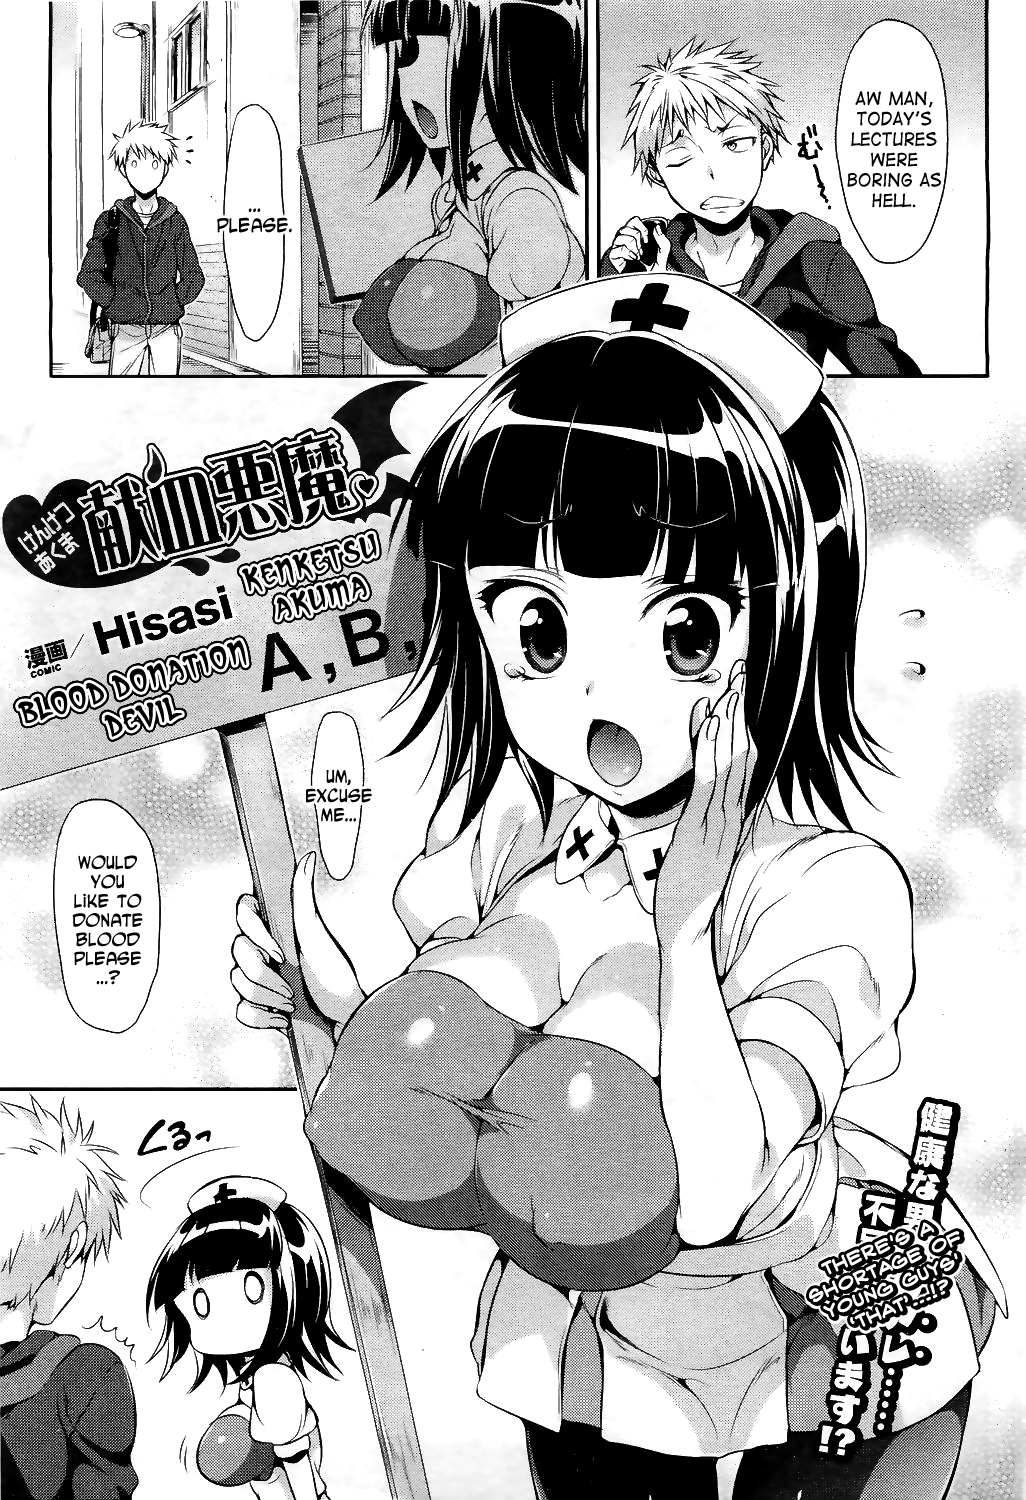 AW MAN,
TODAY'S
LECTURES
WERE
BORING AS
HELL.
む〜〜
...
PLEASE.
けんけつ
あくま
献血悪魔
KENKETSU
AKUMA
漫画
COMIC
Hisasi
BLOOD DONATION
DEVIL
A, B,
UM,
EXCUSE
ME...
WOULD
YOU
LIKE TO
DONATE
BLOOD
PLEASE
...?
くるっ
健康な男
不
います!?
THERE'S A
SHORTAGE OF
YOUNG GUYS'
'THAT'...!?